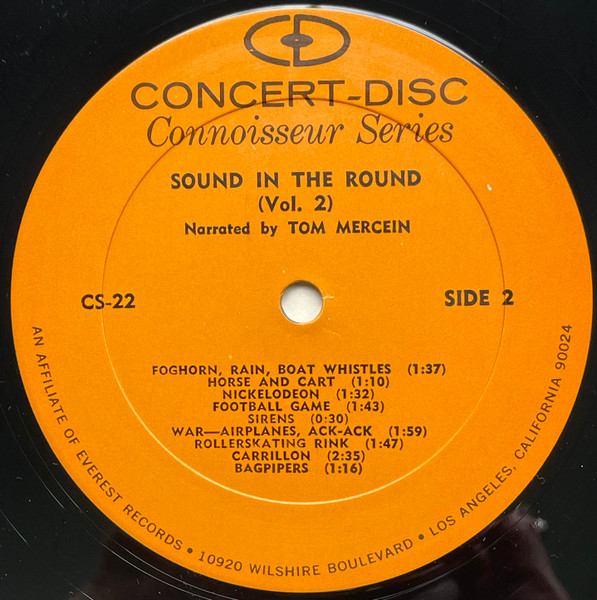 CD
CONCERT-DISC
Connoisseur Series
SOUND IN THE ROUND
(Vol. 2)
Narrated by TOM MERCEIN
CS-22
SIDE 2
FOGHORN, RAIN, BOAT WHISTLES (1:37)
HORSE AND CART (1:10)
NICKELODEON (1:32)
FOOTBALL GAME (1:43)
SIRENS (0:30)
WAR—AIRPLANES, ACK-ACK (1:59)
ROLLERSKATING RINK (1:47)
CARRILLON (2:35)
BAGPIPERS (1:16)
AN AFFILIATE OF EVEREST RECORDS • 10920 WILSHIRE BOULEVARD • LOS ANGELES, CALIFORNIA 90024